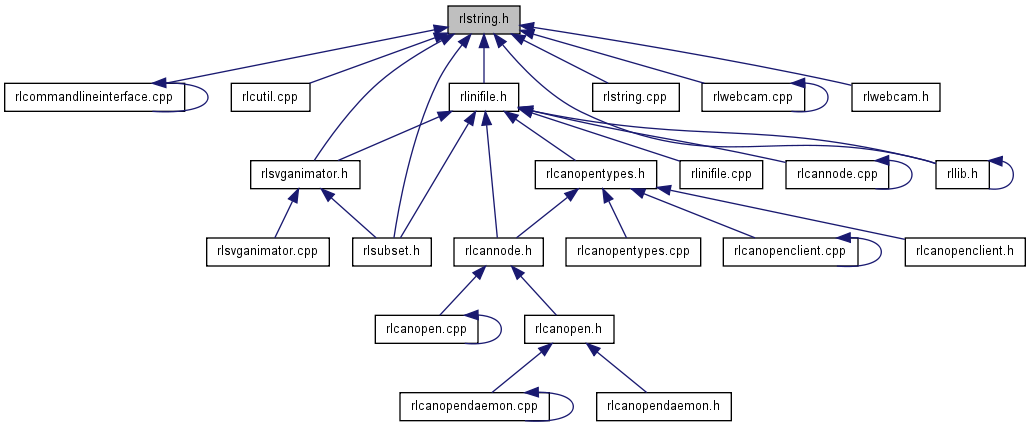 rlstring.h
rlcommandlineinterface.cpp
rlcutil.cpp
rlinifile.h
rlstring.cpp
rlwebcam.cpp
rlwebcam.h
rlsvganimator.h
rlcanopentypes.h
rlinifile.cpp
rlcannode.cpp
rllib.h
rlsvganimator.cpp
rlsubset.h
rlcannode.h
rlcanopentypes.cpp
rlcanopenclient.cpp
rlcanopenclient.h
rlcanopen.cpp
rlcanopen.h
rlcanopendaemon.cpp
rlcanopendaemon.h